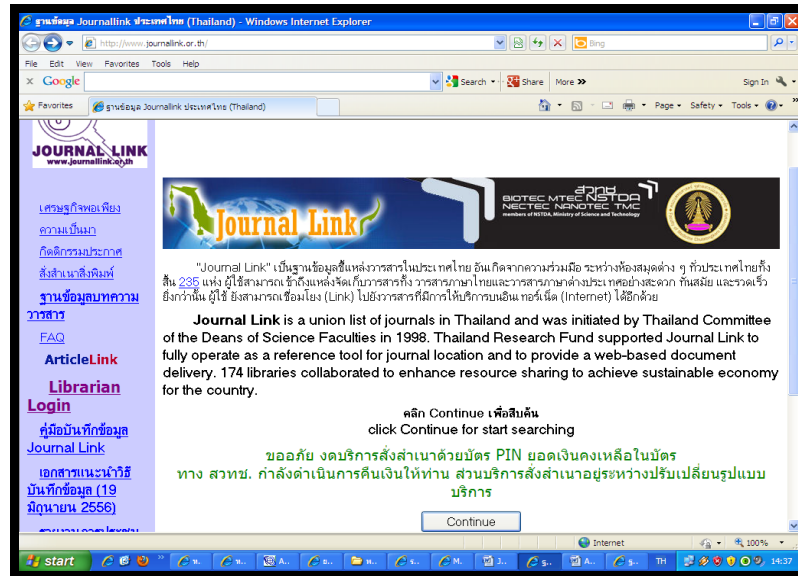 ฐานข้อมูล Journallink ประเทศไทย (Thailand) - Windows Internet Explorer
http://www.journallink.or.th/
Bing
File Edit View Favorites Tools Help
Google
Search Share More
Sign In
Favorites
ฐานข้อมูล Journallink ประเทศไทย (Thailand)
Page Safety Tools
JOURNAL LINK
www.journallink.or.th
เศรษฐกิจพอเพียง
ความเป็นมา
กิตติกรรมประกาศ
สั่งสำเนาสิ่งพิมพ์
ฐานข้อมูลบทความ
วารสาร
FAQ
ArticleLink
Librarian
Login
คู่มือบันทึกข้อมูล
Journal Link
เอกสารแนะนำวิธี
บันทึกข้อมูล (19
มิถุนายน 2556)
Journal Link
สวทช
NSTDA
BIOTEC MTEC
NECTEC NANOTEC TMC
members of NSTDA, Ministry of Science and Technology
"Journal Link" เป็นฐานข้อมูลชี้แหล่งวารสารในประเทศไทย อันเกิดจากความร่วมมือ ระหว่างห้องสมุดต่าง ๆ ทั่วประเทศไทยทั้ง
สิ้น 235 แห่ง ผู้ใช้สามารถเข้าถึงแหล่งจัดเก็บวารสารทั้ง วารสารภาษาไทยและวารสารภาษาต่างประเทศอย่างสะดวก ทันสมัย และรวดเร็ว
ยิ่งกว่านั้น ผู้ใช้ ยังสามารถเชื่อมโยง (Link) ไปยังวารสารที่มีการให้บริการบนอิน ทอร์เน็ต (Internet) ได้อีกด้วย
Journal Link is a union list of journals in Thailand and was initiated by Thailand Committee
of the Deans of Science Faculties in 1998. Thailand Research Fund supported Journal Link to
fully operate as a reference tool for journal location and to provide a web-based document
delivery. 174 libraries collaborated to enhance resource sharing to achieve sustainable economy
for the country.
คลิก Continue เพื่อสืบค้น
click Continue for start searching
ขออภัย งดบริการสั่งสำเนาด้วยบัตร PIN ยอดเงินคงเหลือในบัตร
ทาง สวทช. กำลังดำเนินการคืนเงินให้ท่าน ส่วนบริการสั่งสำเนาอยู่ระหว่างปรับเปลี่ยนรูปแบบ
บริการ
Continue
Internet
100%
start
TH
14:37